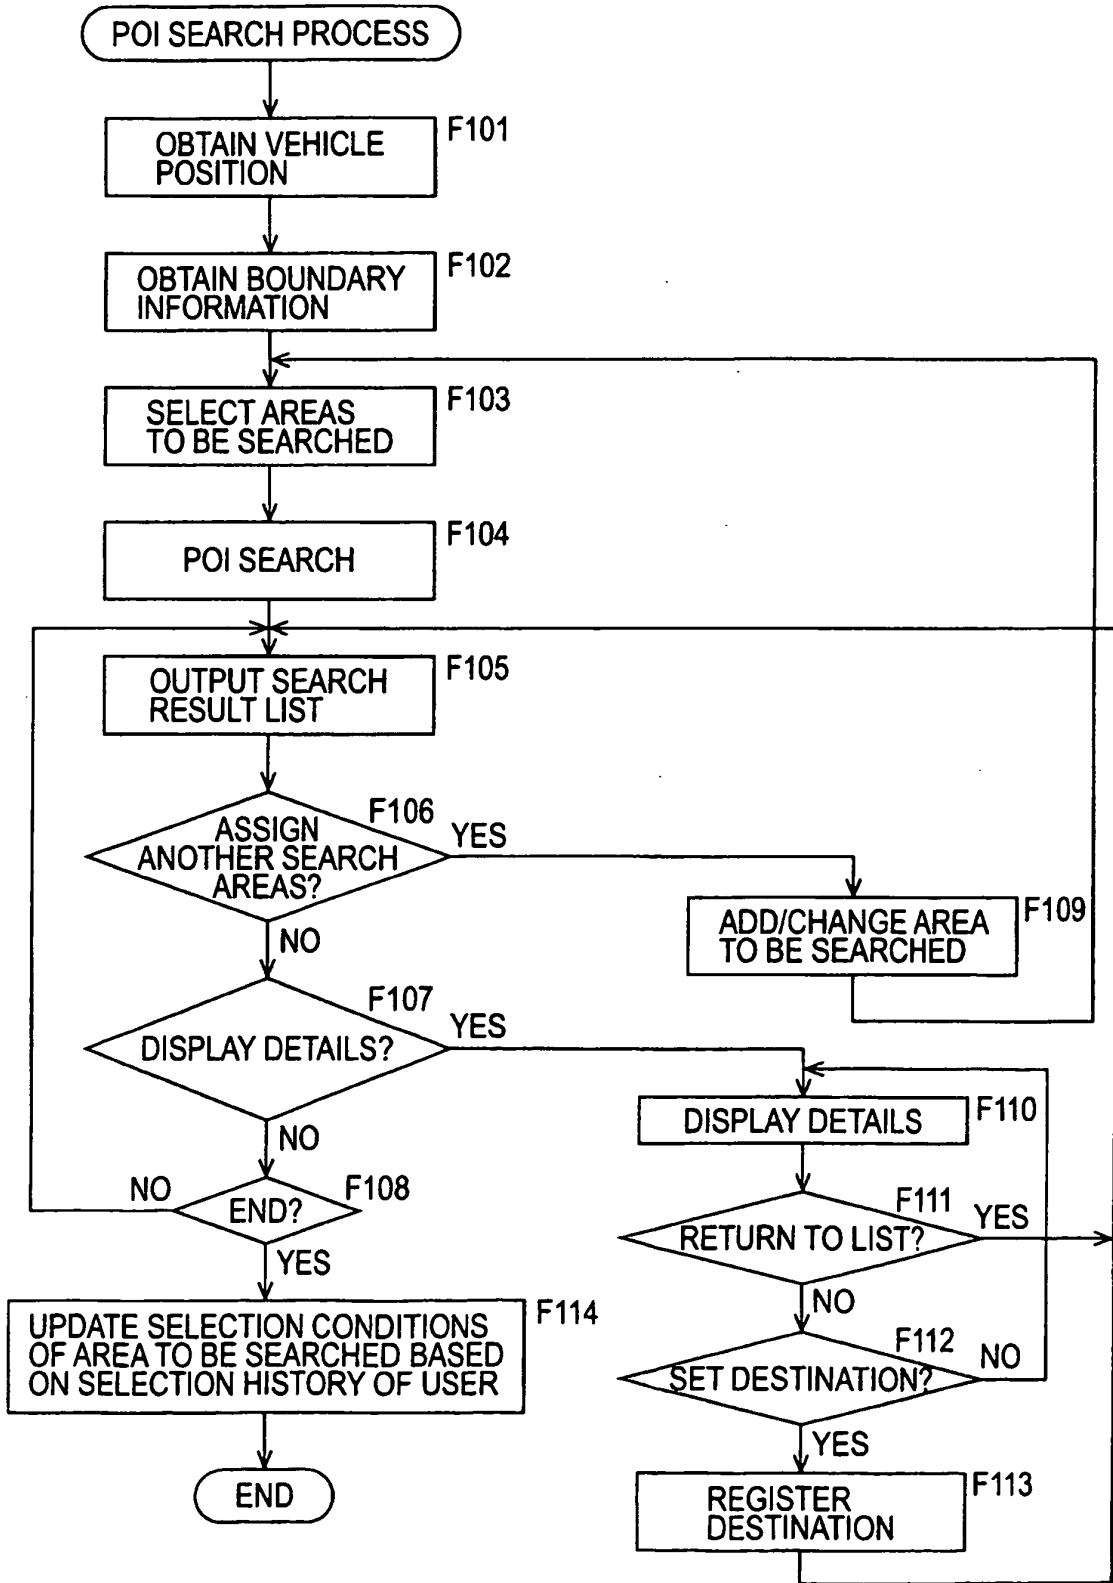 POI SEARCH PROCESS
F101
OBTAIN VEHICLE
POSITION
F102
OBTAIN BOUNDARY
INFORMATION
F103
SELECT AREAS
TO BE SEARCHED
F104
POI SEARCH
F105
OUTPUT SEARCH
RESULT LIST
F106
ASSIGN
ANOTHER SEARCH
AREAS?
YES
NO
F109
ADD/CHANGE AREA
TO BE SEARCHED
F107
DISPLAY DETAILS?
YES
NO
F110
DISPLAY DETAILS
F108
END?
NO
YES
F111
RETURN TO LIST?
YES
NO
F114
UPDATE SELECTION CONDITIONS
OF AREA TO BE SEARCHED BASED
ON SELECTION HISTORY OF USER
F112
SET DESTINATION?
NO
YES
END
F113
REGISTER
DESTINATION